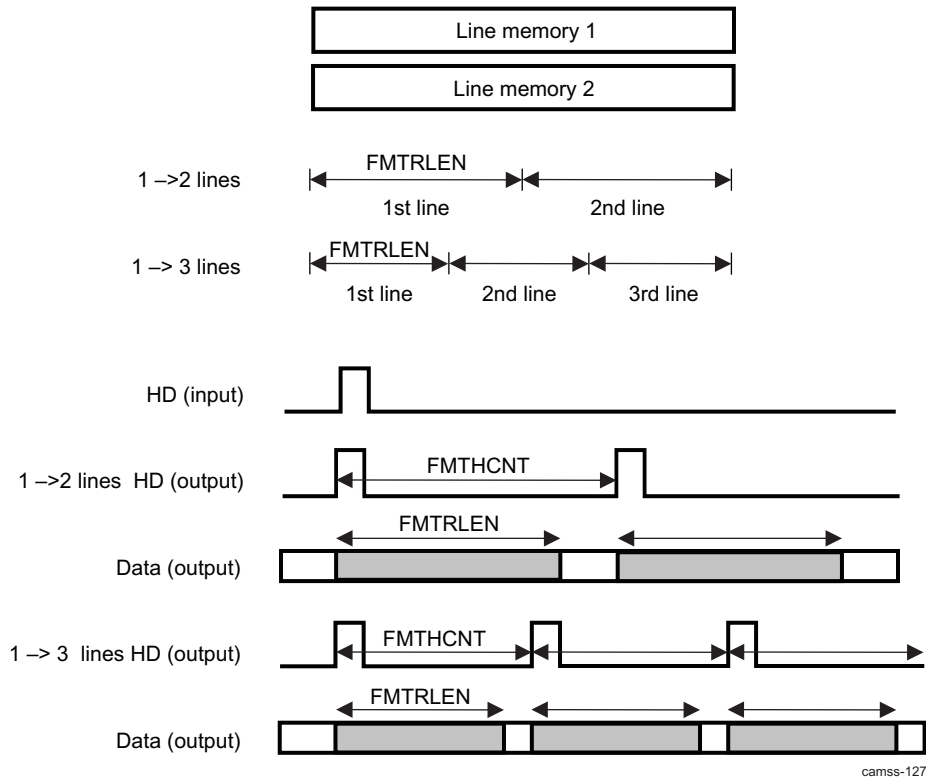 Line memory 1
Line memory 2
1 –>2 lines
FMTRLEN
1st line
2nd line
1 –> 3 lines
FMTRLEN
1st line
2nd line
3rd line
HD (input)
1 –>2 lines HD (output)
FMTHCNT
FMTRLEN
Data (output)
1 –> 3 lines HD (output)
FMTHCNT
FMTRLEN
Data (output)
camss-127